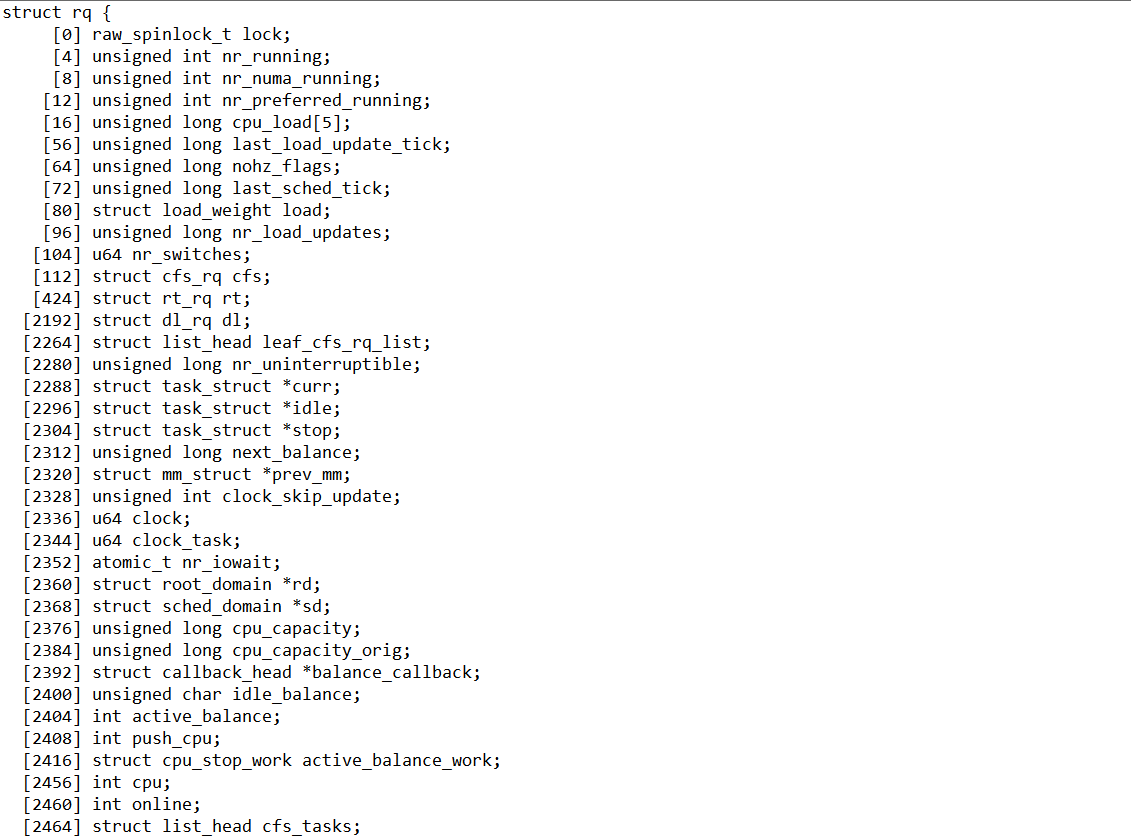 struct rq {
[0] raw_spinlock_t lock;
[4] unsigned int nr_running;
[8] unsigned int nr_numa_running;
[12] unsigned int nr_preferred_running;
[16] unsigned long cpu_load[5];
[56] unsigned long last_load_update_tick;
[64] unsigned long nohz_flags;
[72] unsigned long last_sched_tick;
[80] struct load_weight load;
[96] unsigned long nr_load_updates;
[104] u64 nr_switches;
[112] struct cfs_rq cfs;
[424] struct rt_rq rt;
[2192] struct dl_rq dl;
[2264] struct list_head leaf_cfs_rq_list;
[2280] unsigned long nr_uninterruptible;
[2288] struct task_struct *curr;
[2296] struct task_struct *idle;
[2304] struct task_struct *stop;
[2312] unsigned long next_balance;
[2320] struct mm_struct *prev_mm;
[2328] unsigned int clock_skip_update;
[2336] u64 clock;
[2344] u64 clock_task;
[2352] atomic_t nr_iowait;
[2360] struct root_domain *rd;
[2368] struct sched_domain *sd;
[2376] unsigned long cpu_capacity;
[2384] unsigned long cpu_capacity_orig;
[2392] struct callback_head *balance_callback;
[2400] unsigned char idle_balance;
[2404] int active_balance;
[2408] int push_cpu;
[2416] struct cpu_stop_work active_balance_work;
[2456] int cpu;
[2460] int online;
[2464] struct list_head cfs_tasks;